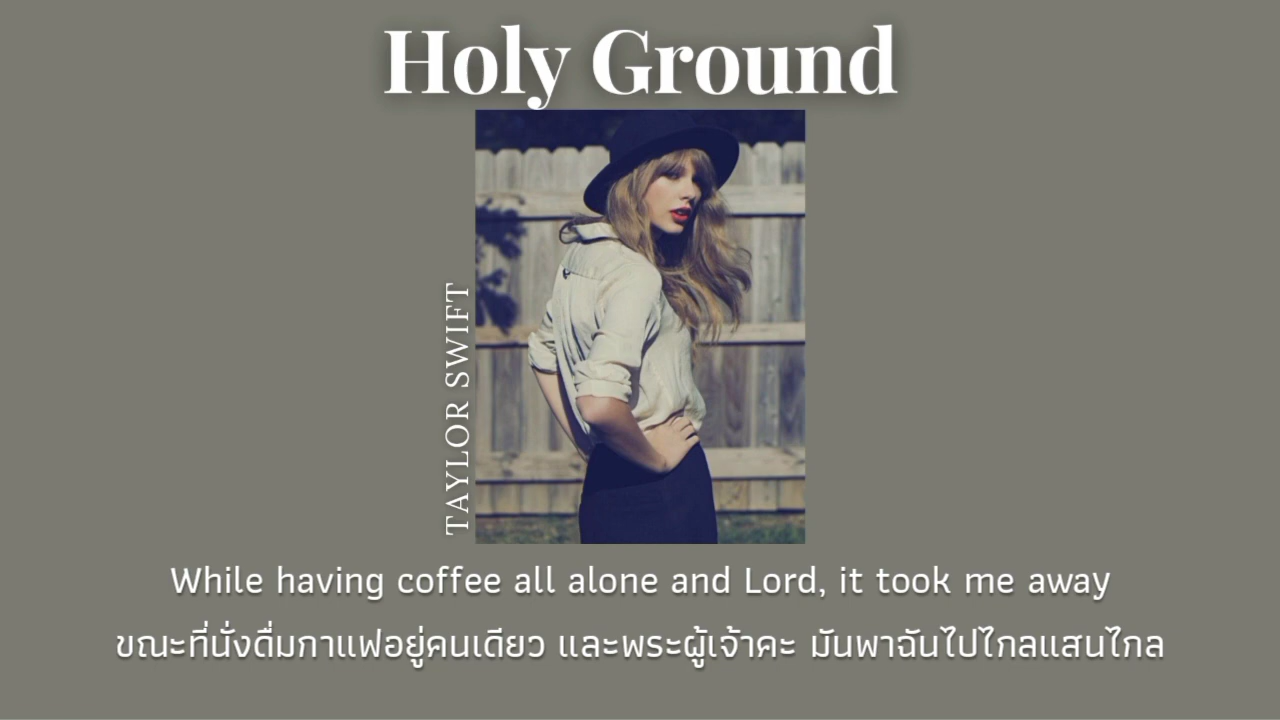 Holy Ground
TAYLOR SWIFT
While having coffee all alone and Lord, it took me away
ขณะที่นั่งดื่มกาแฟอยู่คนเดียว และพระผู้เจ้าคะ มันพาฉันไปไกลแสนไกล